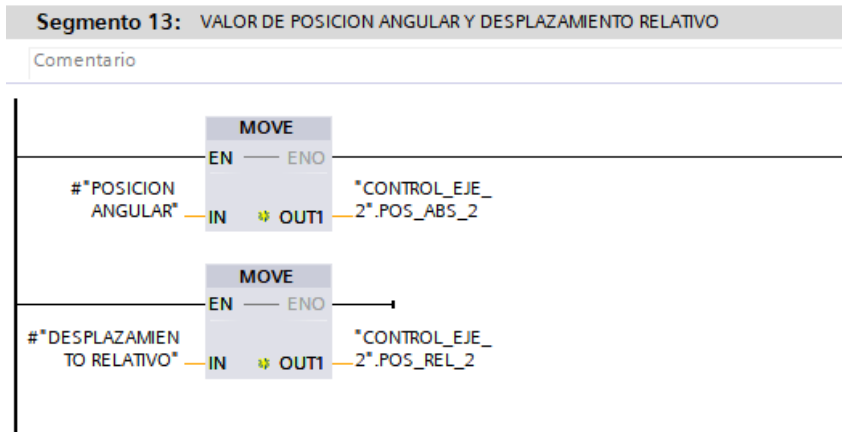 Segmento 13: VALOR DE POSICION ANGULAR Y DESPLAZAMIENTO RELATIVO
Comentario
MOVE
EN ENO
#"POSICION
ANGULAR" IN OUT1
"CONTROL_EJE_
2".POS_ABS_2
MOVE
EN ENO
#"DESPLAZAMIEN
TO RELATIVO" IN OUT1
"CONTROL_EJE_
2".POS_REL_2